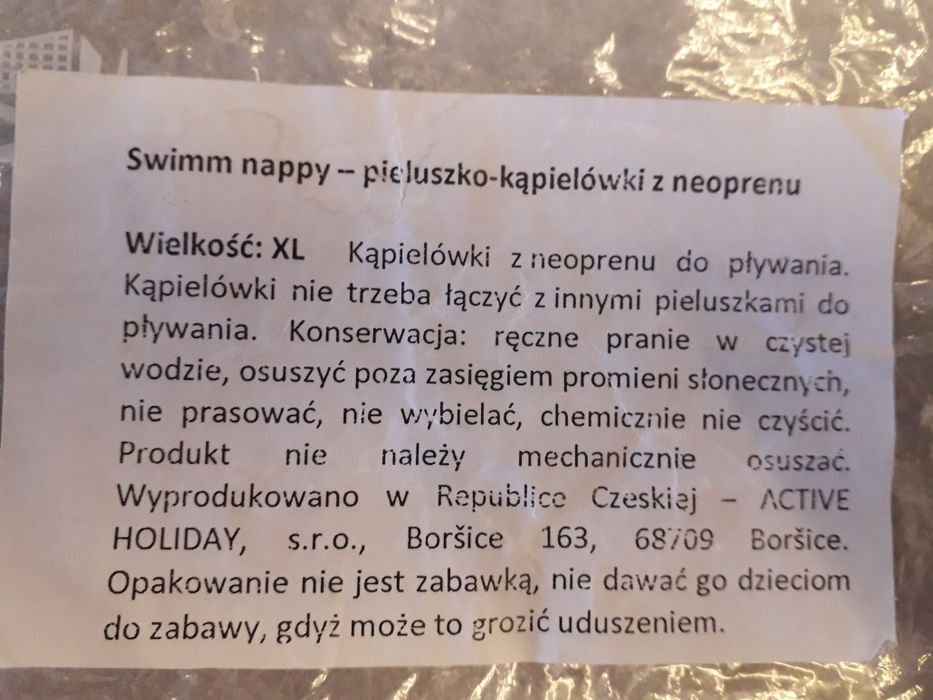 Swimm nappy – pieluszko-kąpielówki z neoprenu
Wielkość: XL Kąpielówki z neoprenu do pływania.
Kąpielówki nie trzeba łączyć z innymi pieluszkami do
pływania. Konserwacja: ręczne pranie w czystej
wodzie, osuszyć poza zasięgiem promieni słonecznych,
nie prasować, nie wybielać, chemicznie nie czyścić.
Produkt nie należy mechanicznie osuszać.
Wyprodukowano w Republice Czeskiej – ACTIVE
HOLIDAY, s.r.o., Boršice 163, 68709 Boršice.
Opakowanie nie jest zabawką, nie dawać go dzieciom
do zabawy, gdyż może to grozić uduszeniem.